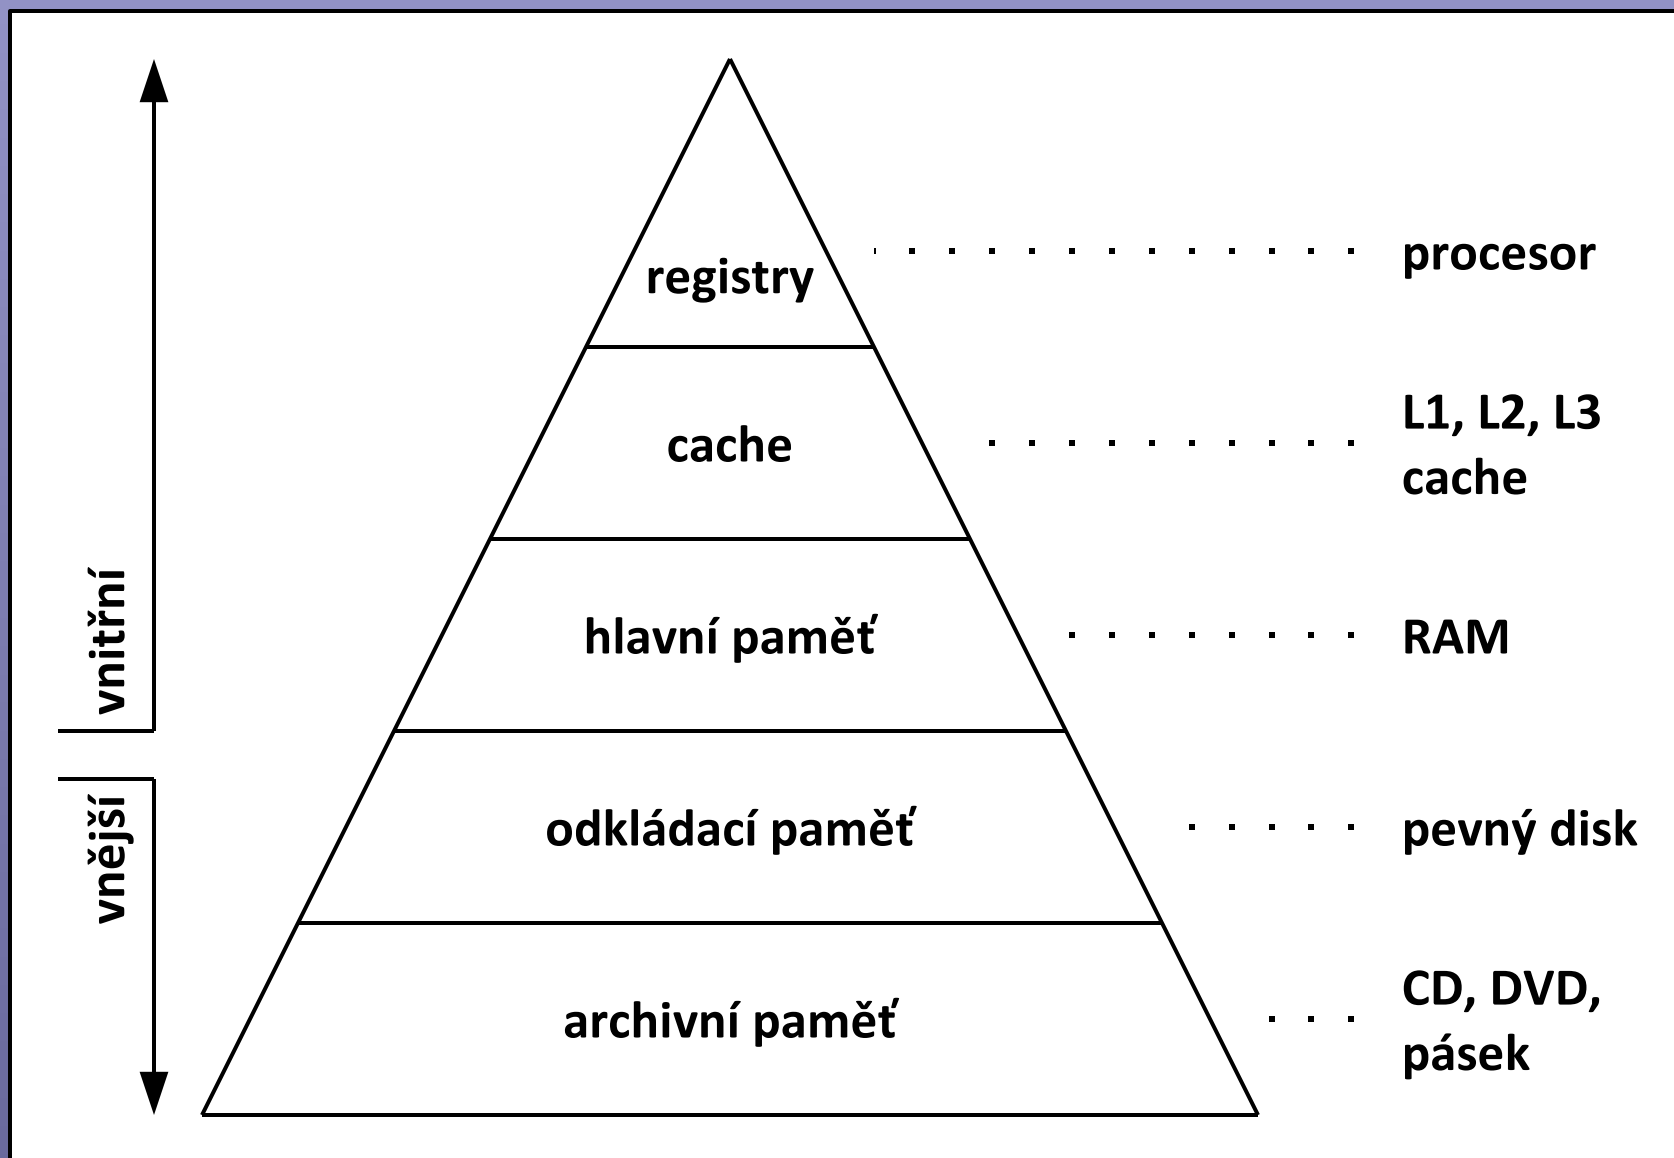 registry
procesor
cache
L1, L2, L3
cache
vnitřní
hlavní paměť
RAM
vnější
odkládací paměť
pevný disk
archivní paměť
CD, DVD,
pásek